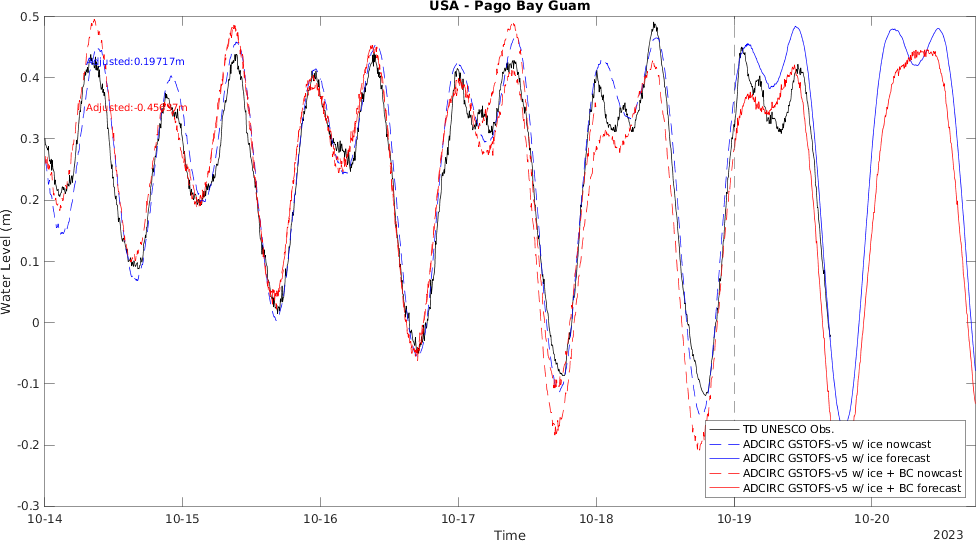 USA - Pago Bay Guam
0.5
0.4
0.3
0.2
0.1
0
-0.1
-0.2
-0.3
Water Level (m)
Adjusted:0.19717m
TD UNESCO Obs.
ADCIRC GSTOFS-v5 w/ ice nowcast
ADCIRC GSTOFS-v5 w/ ice forecast
ADCIRC GSTOFS-v5 w/ ice + BC nowcast
ADCIRC GSTOFS-v5 w/ ice + BC forecast
10-14 10-15 10-16 10-17 10-18 10-19 10-20
Time
2023